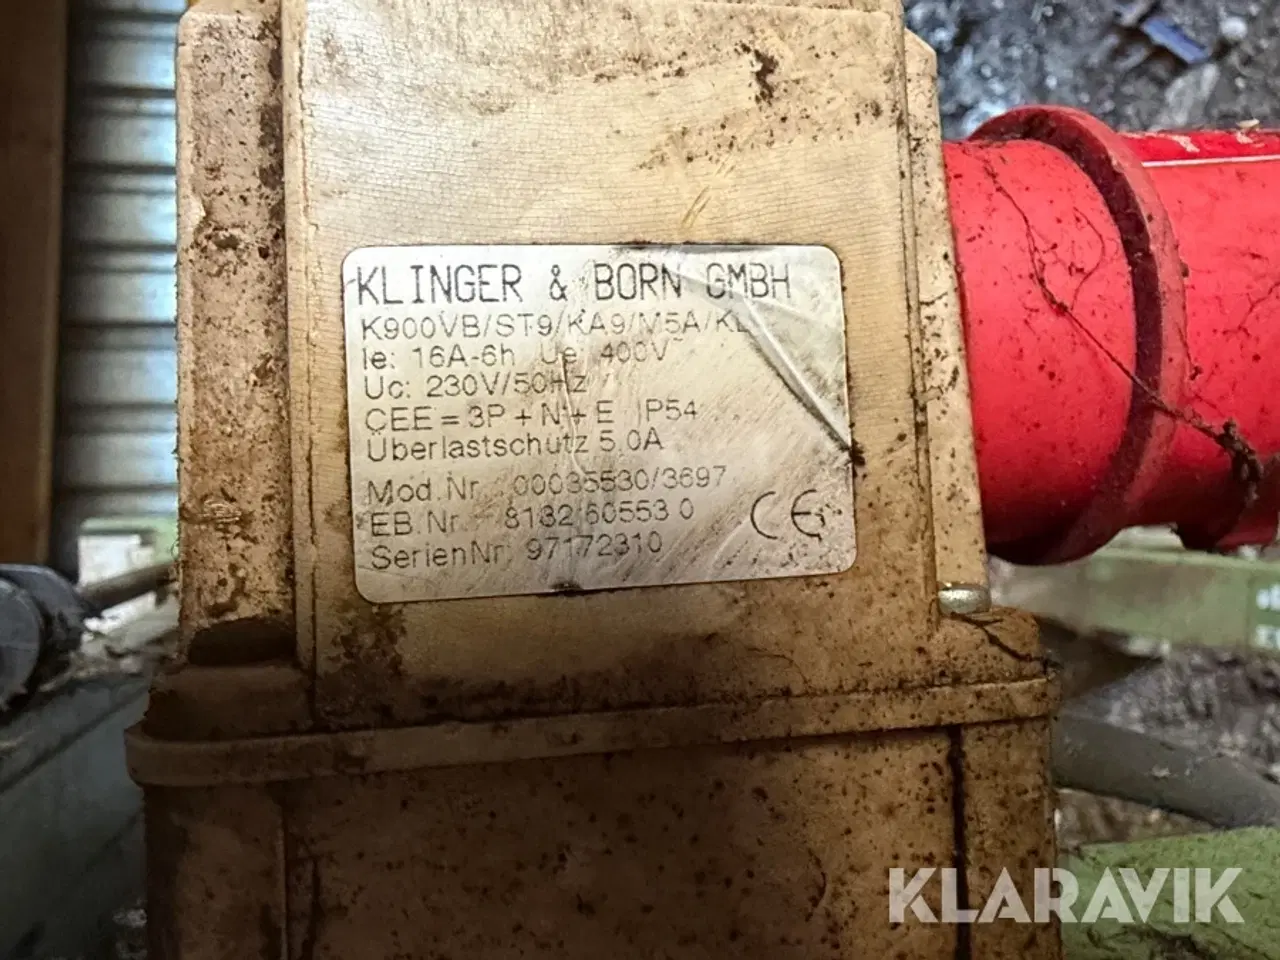 KLINGER & BORN GMBH
K900VB/ST9/KA9/M5A/KL
Ie: 16A-6h Ue: 400V~
Uc: 230V/50Hz
CEE = 3P + N + E IP54
Überlastschutz 5.0A
Mod.Nr. 00035530/3697
EB.Nr. 8182 60553 0
SerienNr: 97172310
CE
KLARAVIK